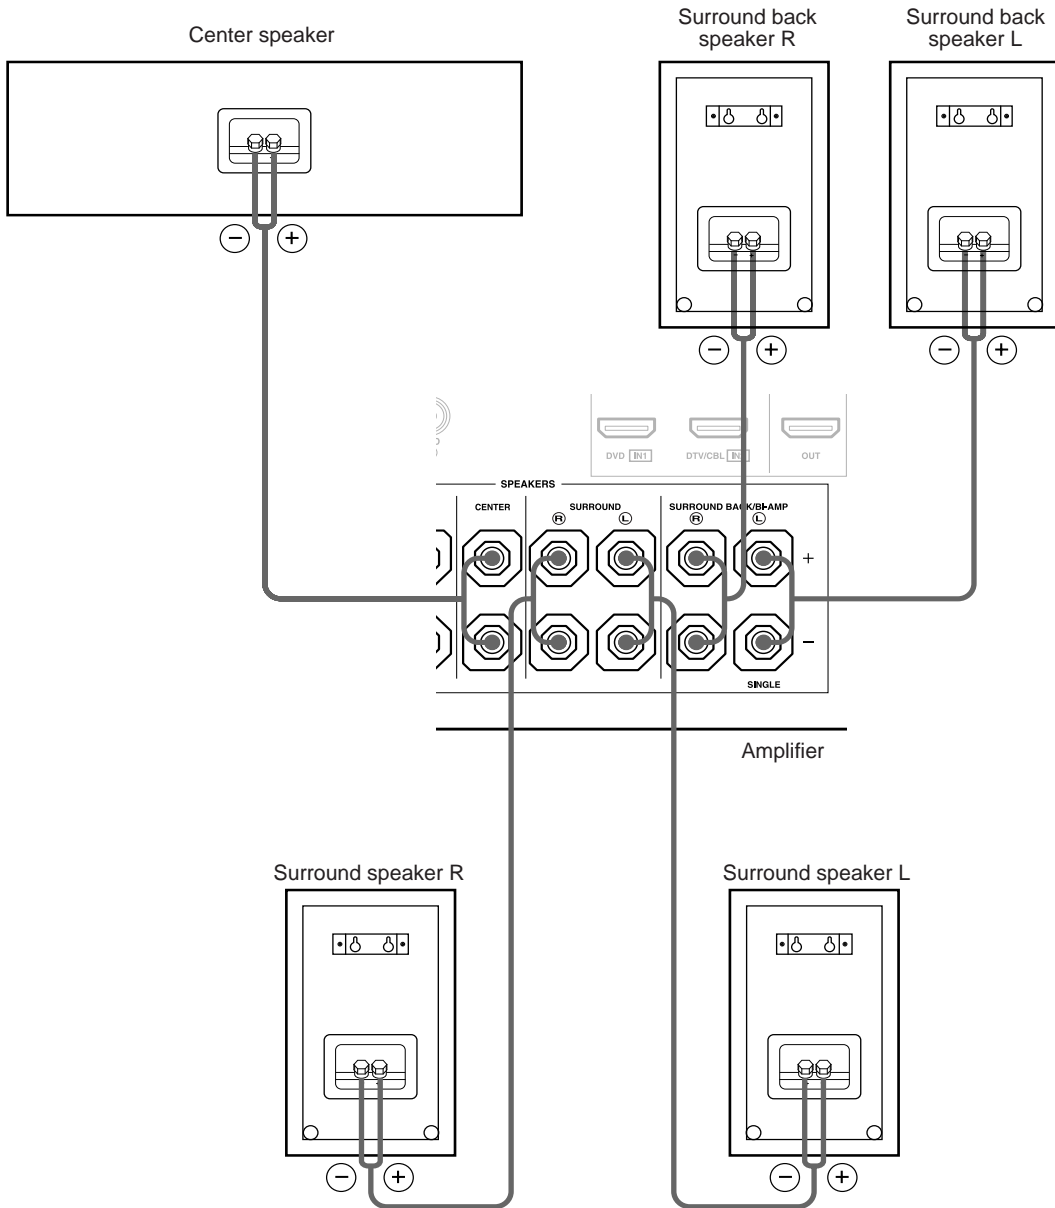 Center speaker
Surround back
speaker R
Surround back
speaker L
− +
− +
− +
DVD IN1
DTV/CBL
OUT
SPEAKERS
CENTER
SURROUND
SURROUND BACK/BI-AMP
R
L
R
L
+
−
SINGLE
Amplifier
Surround speaker R
Surround speaker L
− +
− +